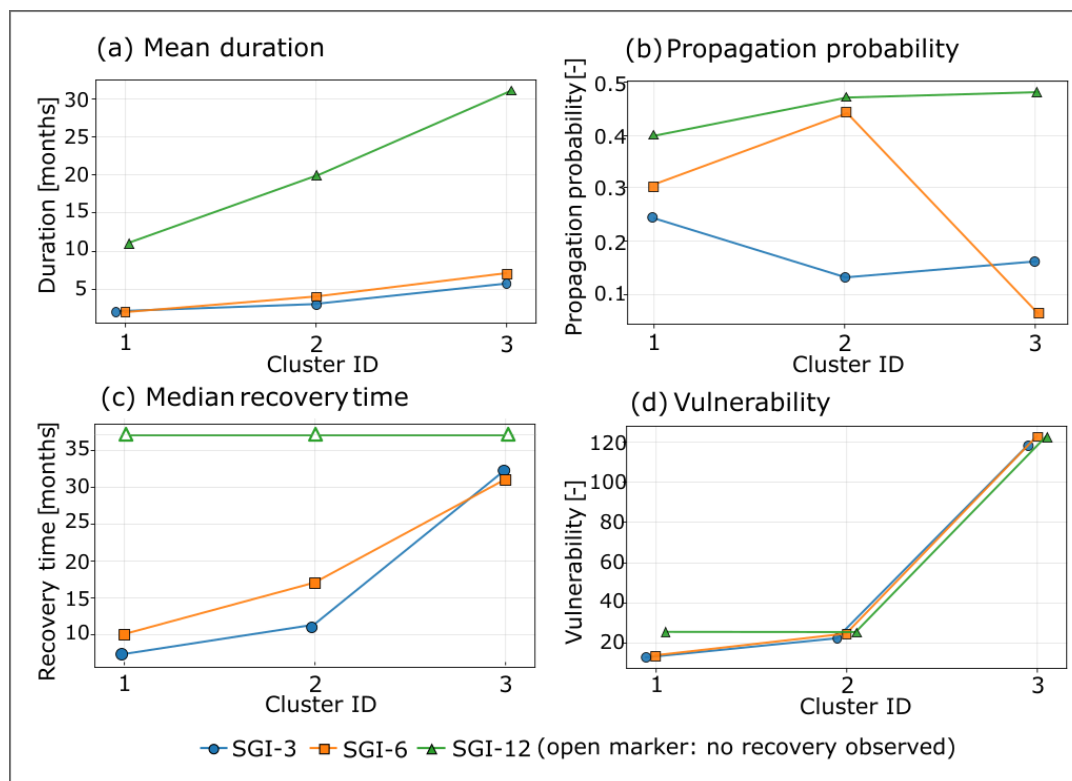 (a) Mean duration
Duration [months]
30
25
20
15
10
5
1 2 3
Cluster ID
(b) Propagation probability
Propagation probability [-]
0.5
0.4
0.3
0.2
0.1
1 2 3
Cluster ID
(c) Median recovery time
Recovery time [months]
35
30
25
20
15
10
1 2 3
Cluster ID
(d) Vulnerability
Vulnerability [-]
120
100
80
60
40
20
1 2 3
Cluster ID
SGI-3 SGI-6 SGI-12 (open marker: no recovery observed)